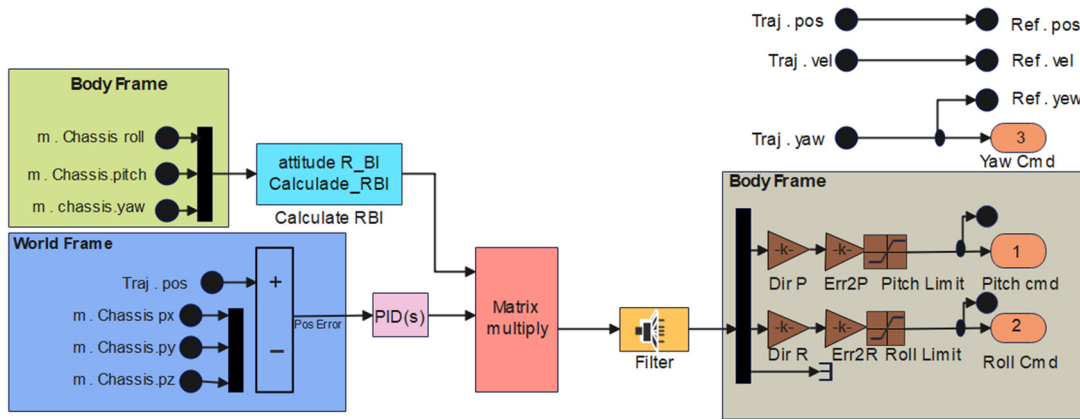 Traj . pos
Ref . pos
Traj . vel
Ref . vel
Ref . yew
Traj . yaw
3
Yaw Cmd
Body Frame
m . Chassis roll
m . Chassis.pitch
m . chassis.yaw
attitude R_BI
Calculade_RBI
Calculate RBI
World Frame
Traj . pos
m . Chassis px
m . Chassis.py
m . Chassis.pz
+
−
Pos Error
PID(s)
Matrix
multiply
Filter
Body Frame
-k-
-k-
1
Dir P
Err2P
Pitch Limit
Pitch cmd
-k-
-k-
2
Dir R
Err2R
Roll Limit
Roll Cmd